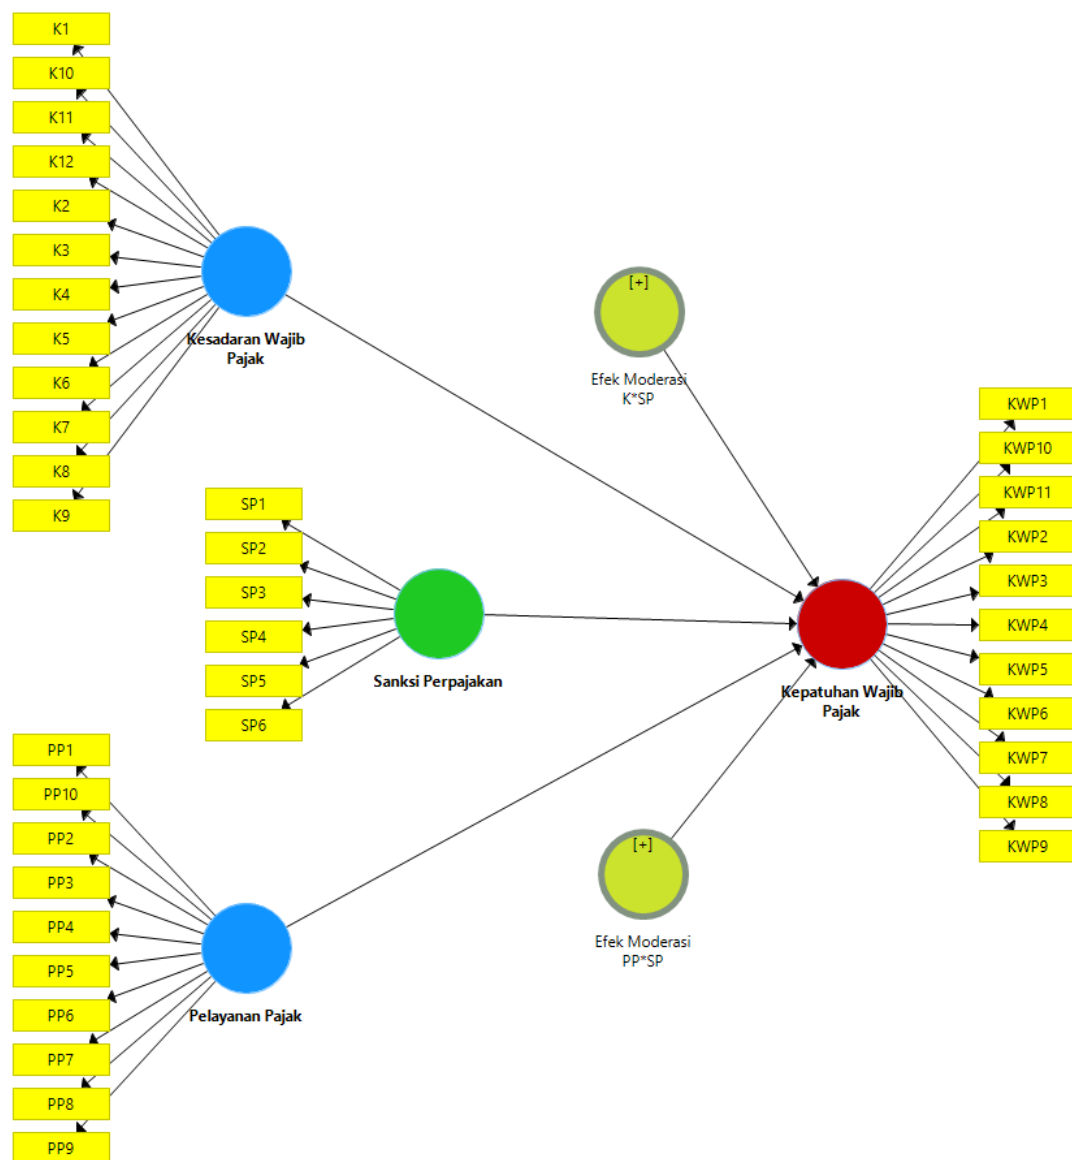 K1
K10
K11
K12
K2
K3
K4
K5
K6
K7
K8
K9
Kesadaran Wajib
Pajak
SP1
SP2
SP3
SP4
SP5
SP6
Sanksi Perpajakan
PP1
PP10
PP2
PP3
PP4
PP5
PP6
PP7
PP8
PP9
Pelayanan Pajak
[+]
Efek Moderasi
K*SP
[+]
Efek Moderasi
PP*SP
Kepatuhan Wajib
Pajak
KWP1
KWP10
KWP11
KWP2
KWP3
KWP4
KWP5
KWP6
KWP7
KWP8
KWP9